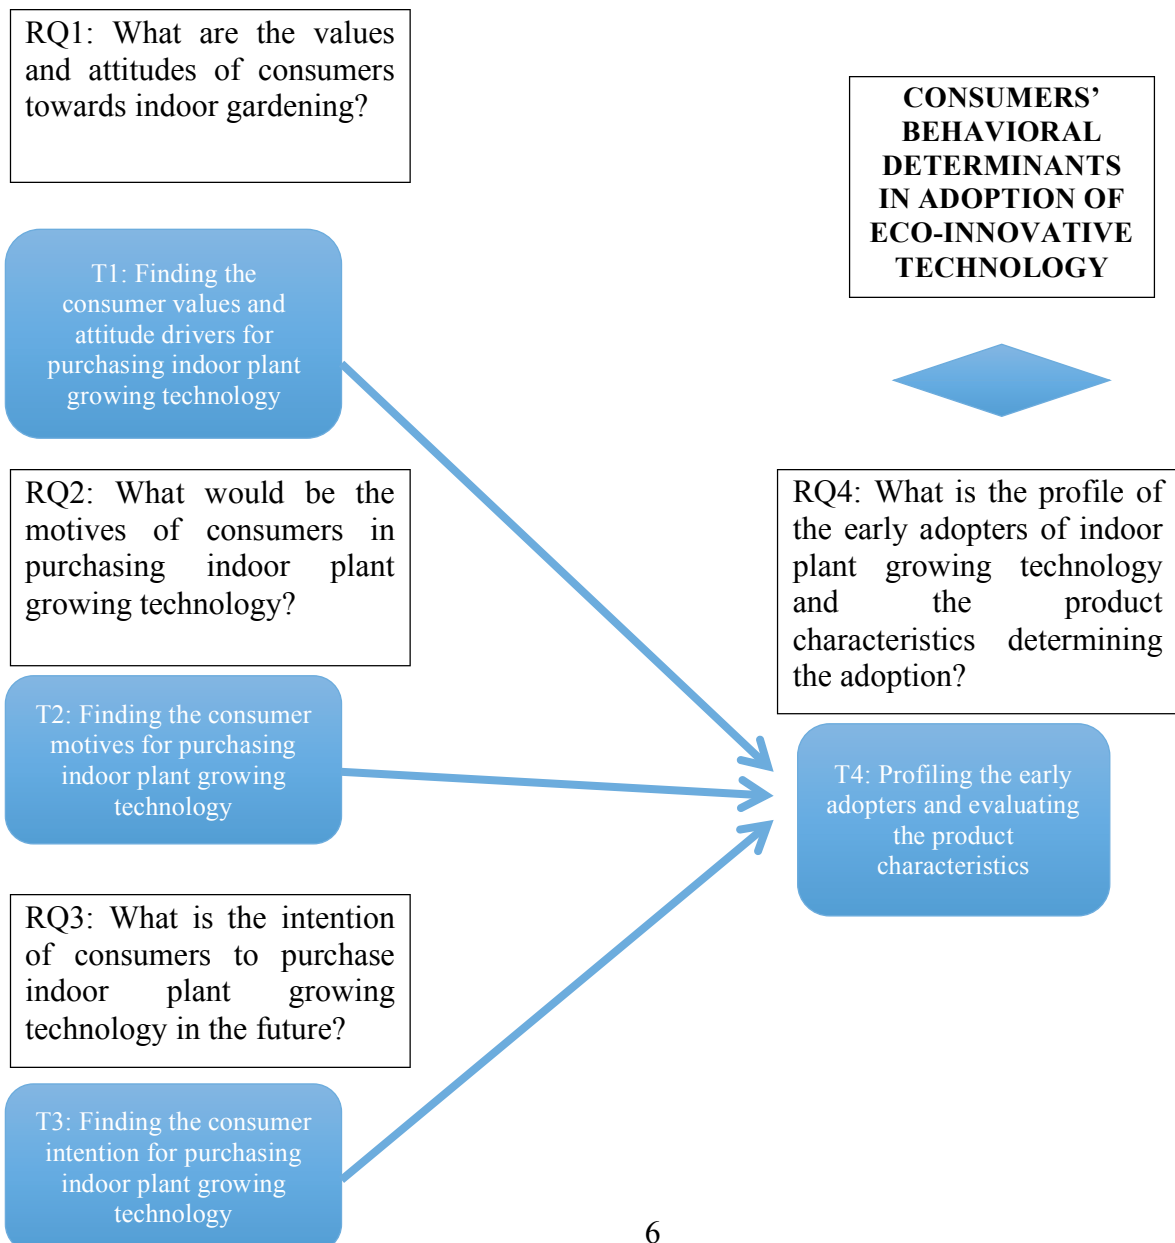 RQ1: What are the values
and attitudes of consumers
towards indoor gardening?
T1: Finding the
consumer values and
attitude drivers for
purchasing indoor plant
growing technology
RQ2: What would be the
motives of consumers in
purchasing indoor plant
growing technology?
T2: Finding the consumer
motives for purchasing
indoor plant growing
technology
RQ3: What is the intention
of consumers to purchase
indoor plant growing
technology in the future?
T3: Finding the consumer
intention for purchasing
indoor plant growing
technology
CONSUMERS’
BEHAVIORAL
DETERMINANTS
IN ADOPTION OF
ECO-INNOVATIVE
TECHNOLOGY
RQ4: What is the profile of
the early adopters of indoor
plant growing technology
and the product
characteristics determining
the adoption?
T4: Profiling the early
adopters and evaluating
the product
characteristics
6